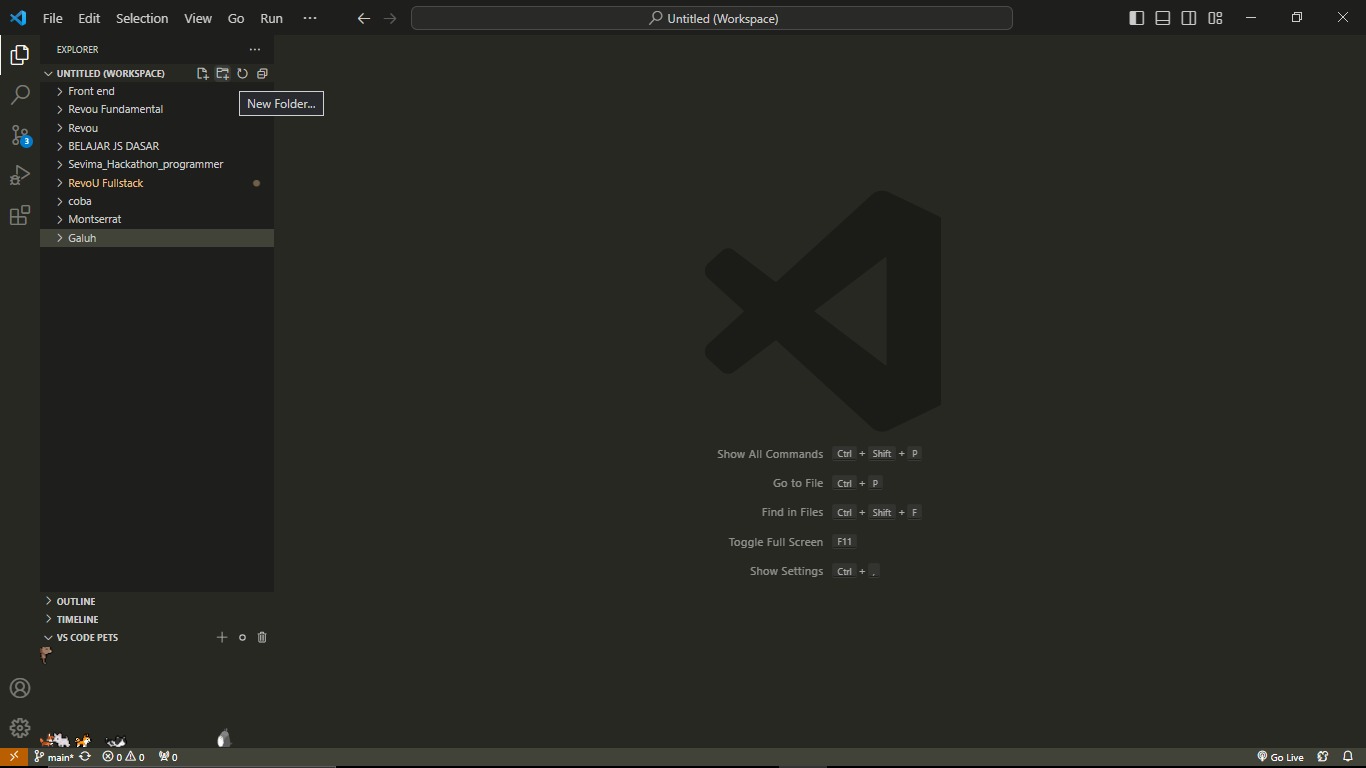 File Edit Selection View Go Run ···
Untitled (Workspace)
EXPLORER
UNTITLED (WORKSPACE)
Front end
New Folder...
Revou Fundamental
Revou
BELAJAR JS DASAR
Sevima_Hackathon_programmer
RevoU Fullstack
coba
Montserrat
Galuh
Show All Commands Ctrl + Shift + P
Go to File Ctrl + P
Find in Files Ctrl + Shift + F
Toggle Full Screen F11
Show Settings Ctrl + .
OUTLINE
TIMELINE
VS CODE PETS
3
main* 0 0 0 Go Live